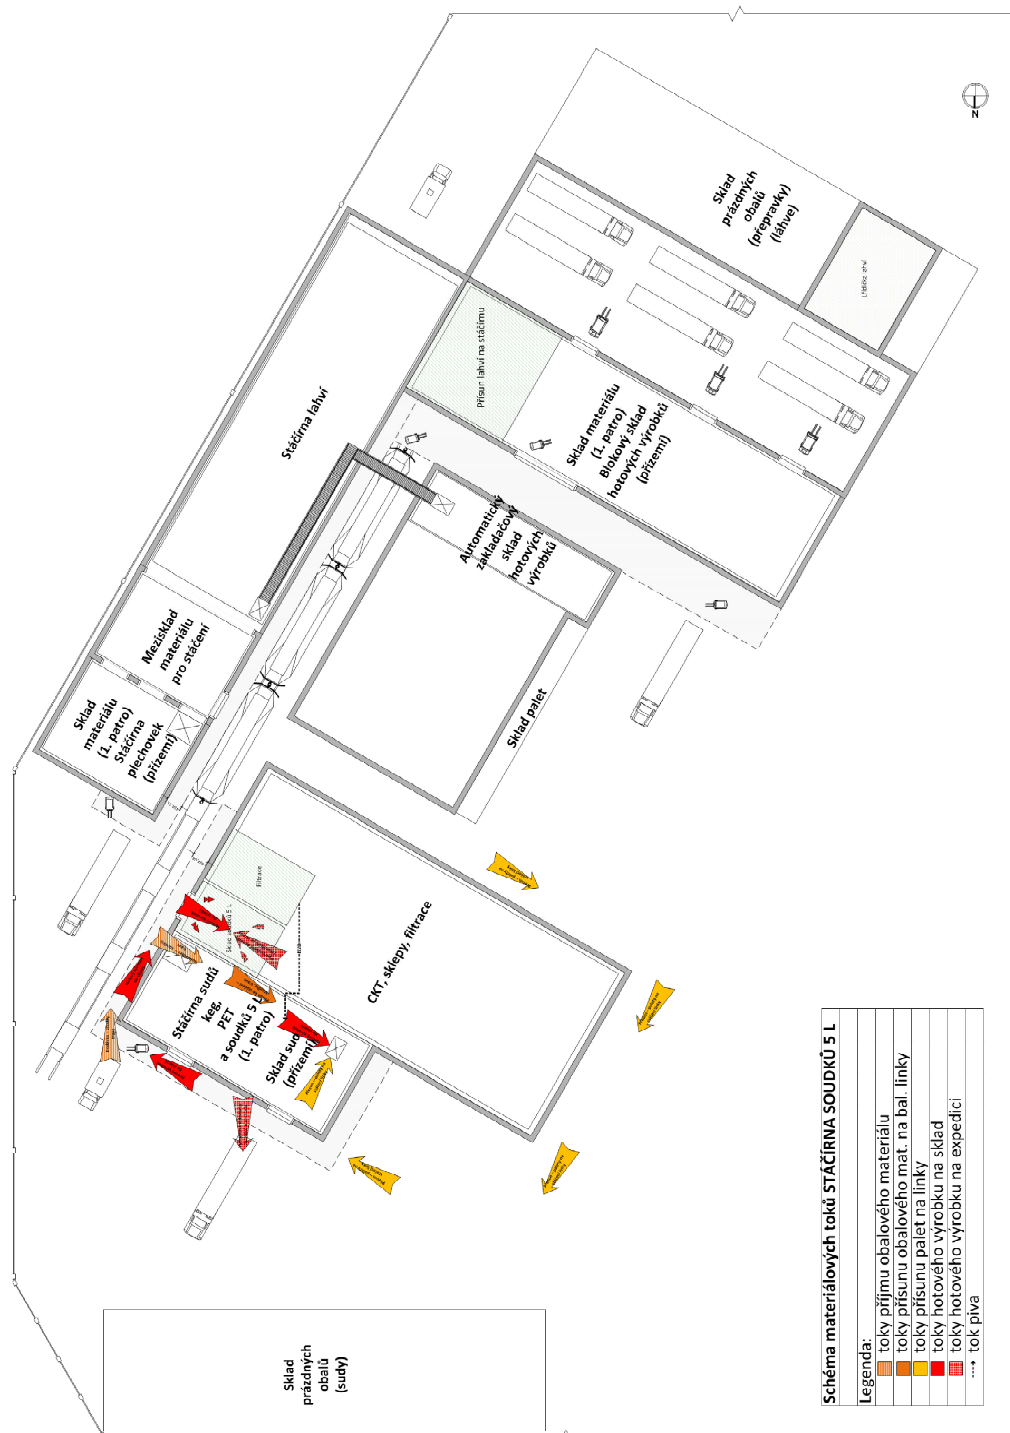 N
Sklad
prázdných
obalů
(přepravky)
(láhve)
Přísun lahví na stáčírnu
Stáčírna lahví
Sklad materiálu
(1. patro)
Blokový sklad
hotových výrobků
(přízemí)
Automatický
zakladačový
sklad
hotových
výrobků
Mezisklad
materiálu
pro stáčení
Sklad
materiálu
(1. patro)
Stáčírna
plechovek
(přízemí)
Sklad palet
Filtrace
Sklad soudků 5 L
CKT, sklepy, filtrace
Stáčírna sudů
keg,
PET
a soudků 5 L
(1. patro)
Sklad sudů
(přízemí)
Sklad
prázdných
obalů
(sudy)
Schéma materiálových toků STÁČÍRNA SOUDKŮ 5 L
Legenda:
toky příjmu obalového materiálu
toky přísunu obalového mat. na bal. linky
toky přísunu palet na linky
toky hotového výrobku na sklad
toky hotového výrobku na expedici
tok piva